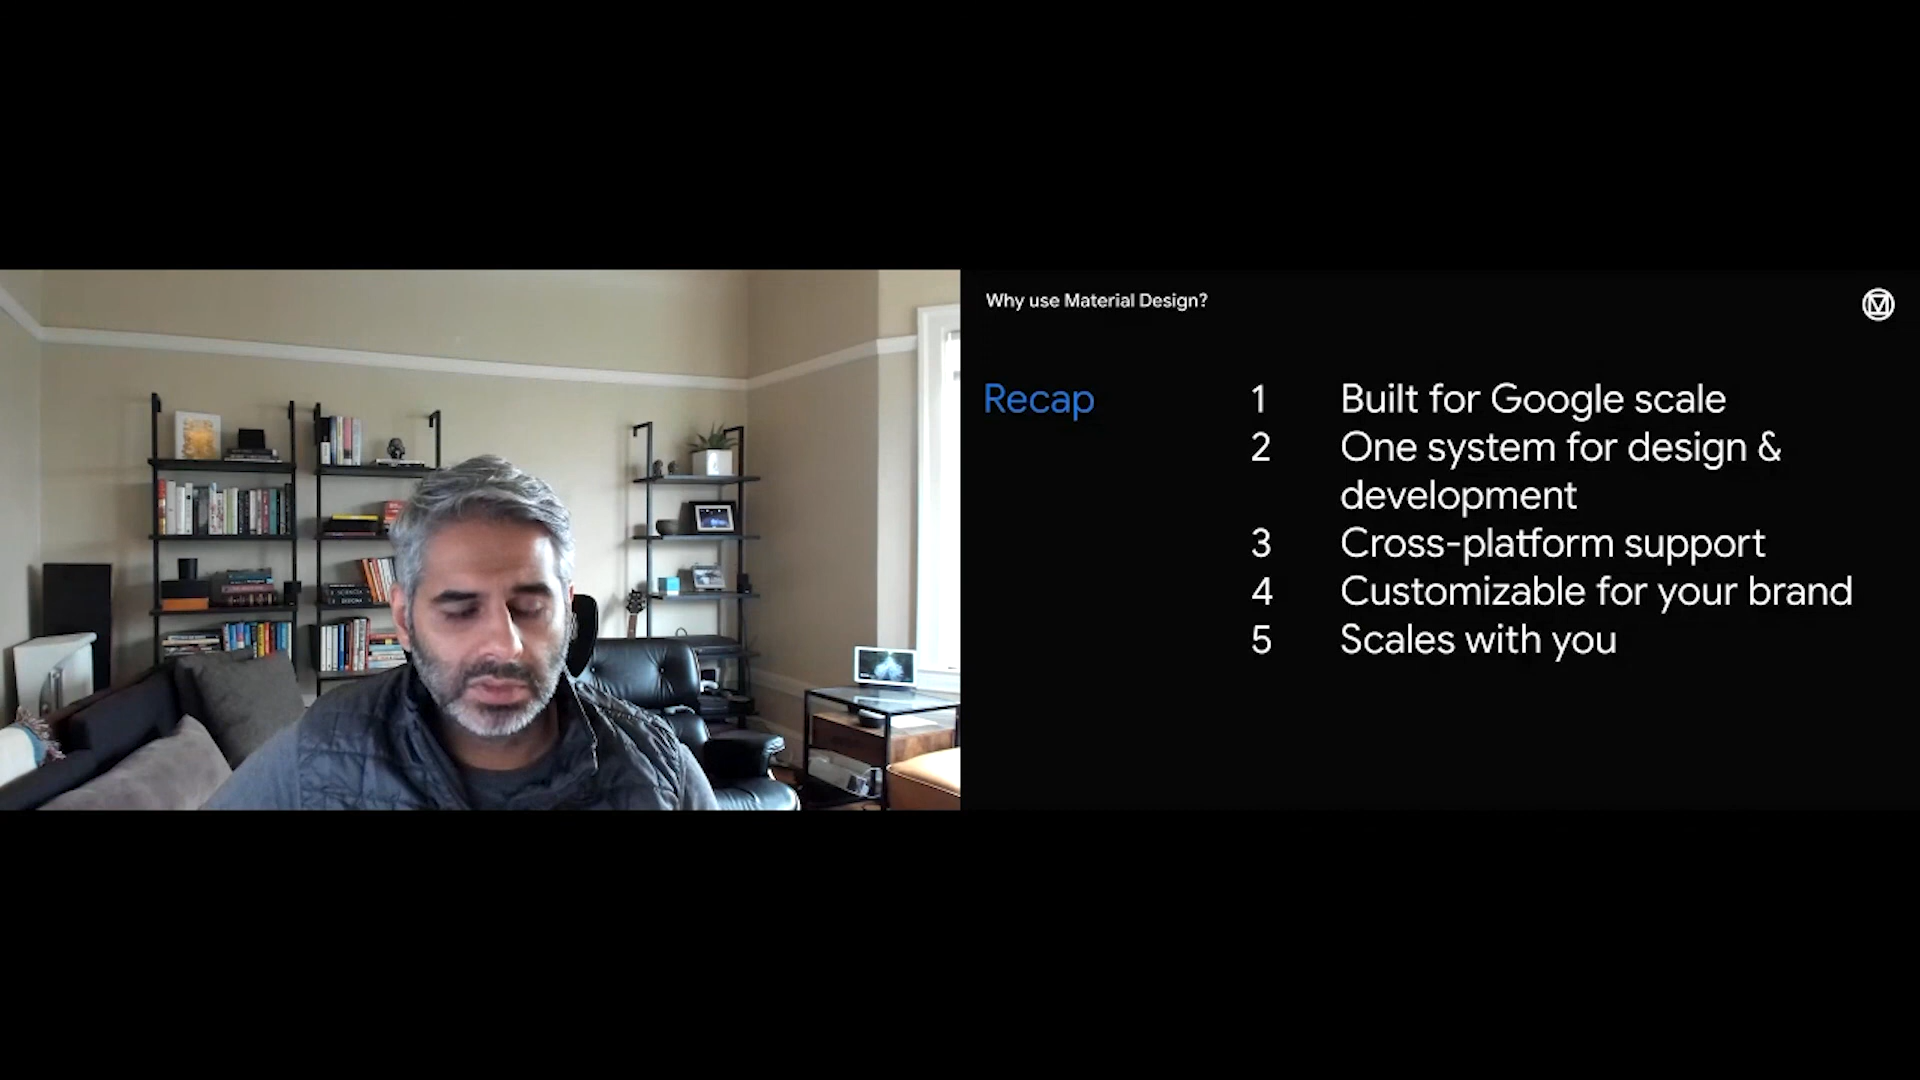 Why use Material Design?
Recap
1 Built for Google scale
2 One system for design &
development
3 Cross-platform support
4 Customizable for your brand
5 Scales with you